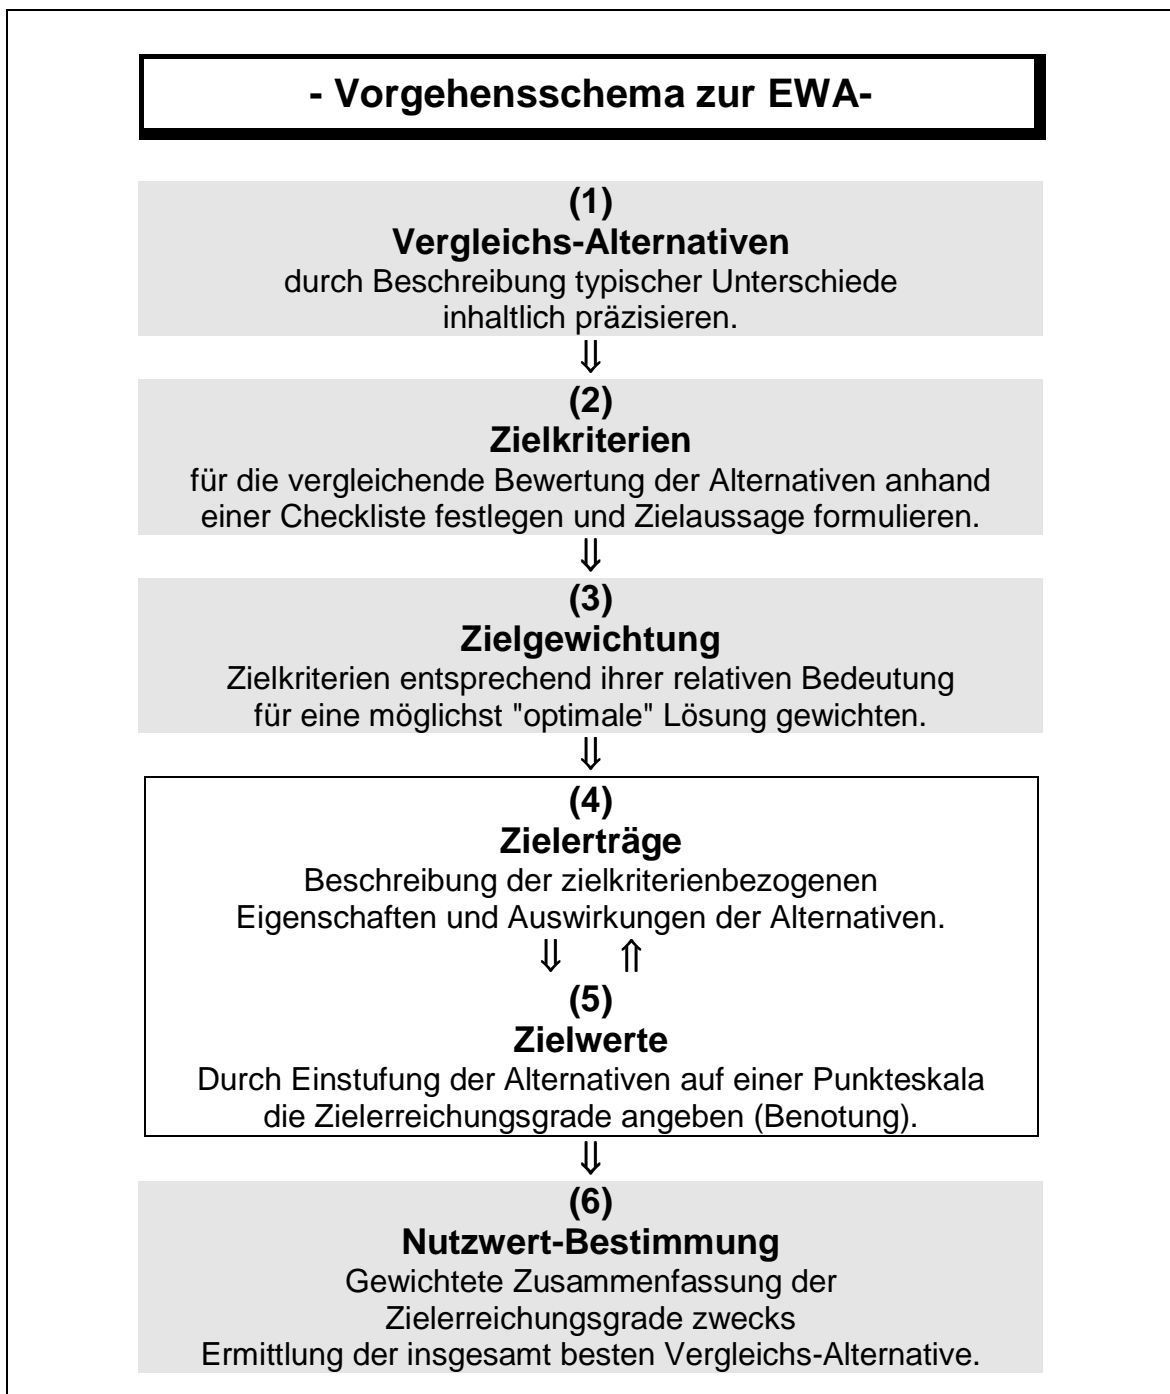 - Vorgehensschema zur EWA-
(1)
Vergleichs-Alternativen
durch Beschreibung typischer Unterschiede
inhaltlich präzisieren.
⇓
(2)
Zielkriterien
für die vergleichende Bewertung der Alternativen anhand
einer Checkliste festlegen und Zielaussage formulieren.
⇓
(3)
Zielgewichtung
Zielkriterien entsprechend ihrer relativen Bedeutung
für eine möglichst "optimale" Lösung gewichten.
⇓
(4)
Zielerträge
Beschreibung der zielkriterienbezogenen
Eigenschaften und Auswirkungen der Alternativen.
⇓ ⇑
(5)
Zielwerte
Durch Einstufung der Alternativen auf einer Punkteskala
die Zielerreichungsgrade angeben (Benotung).
⇓
(6)
Nutzwert-Bestimmung
Gewichtete Zusammenfassung der
Zielerreichungsgrade zwecks
Ermittlung der insgesamt besten Vergleichs-Alternative.